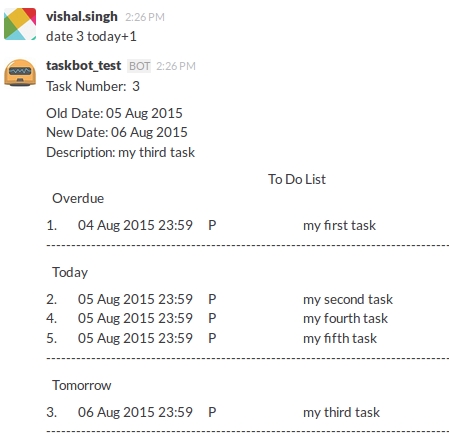 vishal.singh 2:26 PM
date 3 today+1
taskbot_test BOT 2:26 PM
Task Number: 3
Old Date: 05 Aug 2015
New Date: 06 Aug 2015
Description: my third task
To Do List
Overdue
1. 04 Aug 2015 23:59 P my first task
--------------------------------------------------------------------------------
Today
2. 05 Aug 2015 23:59 P my second task
4. 05 Aug 2015 23:59 P my fourth task
5. 05 Aug 2015 23:59 P my fifth task
--------------------------------------------------------------------------------
Tomorrow
3. 06 Aug 2015 23:59 P my third task
--------------------------------------------------------------------------------